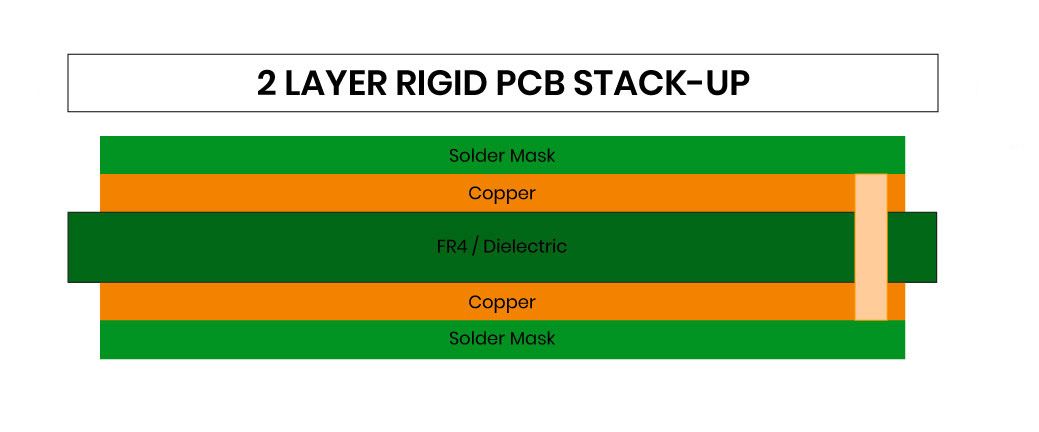 2 LAYER RIGID PCB STACK-UP
Solder Mask
Copper
FR4 / Dielectric
Copper
Solder Mask